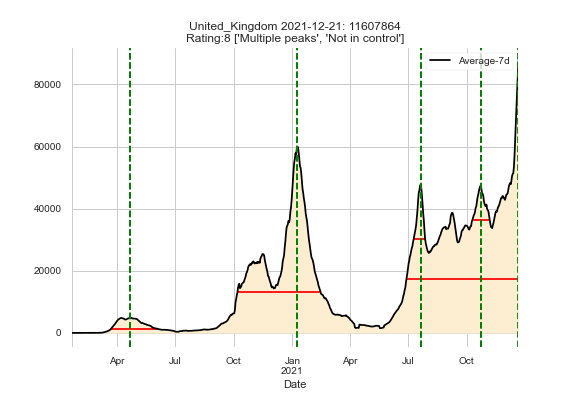 United_Kingdom 2021-12-21: 11607864
Rating:8 ['Multiple peaks', 'Not in control']
Average-7d
80000
60000
40000
20000
0
Apr Jul Oct Jan Apr Jul Oct
2021
Date